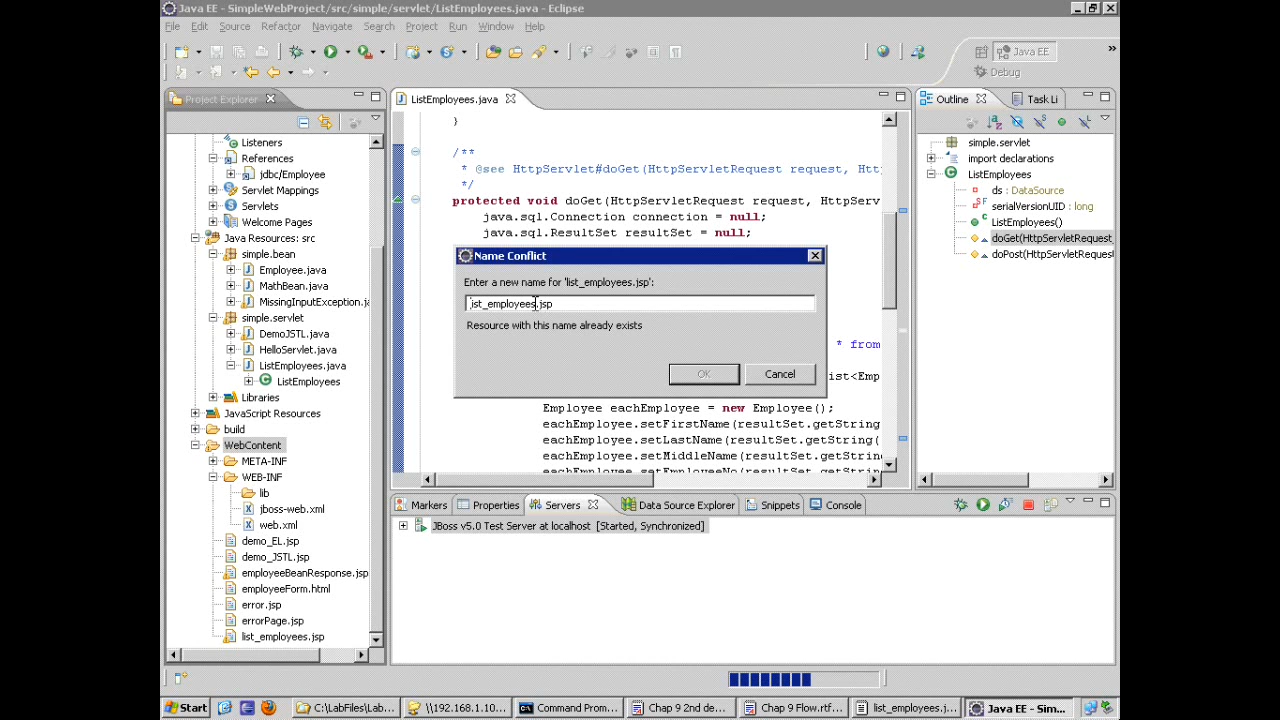 Java EE - SimpleWebProject/src/simple/servlet/ListEmployees.java - Eclipse
File Edit Source Refactor Navigate Search Project Run Window Help
Java EE
Debug
Project Explorer
Listeners
References
jdbc/Employee
Servlet Mappings
Servlets
Welcome Pages
Java Resources: src
simple.bean
Employee.java
MathBean.java
MissingInputException.ja
simple.servlet
DemoJSTL.java
HelloServlet.java
ListEmployees.java
ListEmployees
Libraries
JavaScript Resources
build
WebContent
META-INF
WEB-INF
lib
jboss-web.xml
web.xml
demo_EL.jsp
demo_JSTL.jsp
employeeBeanResponse.jsp
employeeForm.html
error.jsp
errorPage.jsp
list_employees.jsp
ListEmployees.java
}
/**
* @see HttpServlet#doGet(HttpServletRequest request, Htt
*/
protected void doGet(HttpServletRequest request, HttpServ
java.sql.Connection connection = null;
java.sql.ResultSet resultSet = null;
Name Conflict
Enter a new name for 'list_employees.jsp':
list_employees.jsp
Resource with this name already exists
OK Cancel
* from
ist<Emp
Employee eachEmployee = new Employee();
eachEmployee.setFirstName(resultSet.getString
eachEmployee.setLastName(resultSet.getString(
eachEmployee.setMiddleName(resultSet.getStrin
eachEmployee.setEmployeeNo(resultSet.getStrin
Outline Task Li
simple.servlet
import declarations
ListEmployees
ds : DataSource
serialVersionUID : long
ListEmployees()
doGet(HttpServletRequest
doPost(HttpServletRequest
Markers Properties Servers Data Source Explorer Snippets Console
JBoss v5.0 Test Server at localhost [Started, Synchronized]
Start C:\LabFiles\Lab... \\192.168.1.10... Command Prom... Chap 9 2nd de... Chap 9 Flow.rtf... list_employees.j... Java EE - Sim...